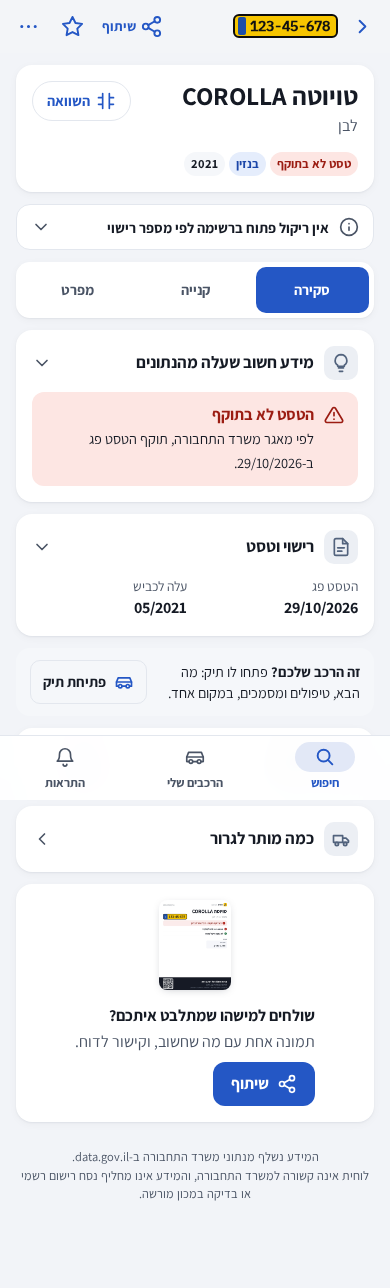 123-45-678
שיתוף
טויוטה COROLLA
השוואה
לבן
טסט לא בתוקף
בנזין
2021
אין ריקול פתוח ברשימה לפי מספר רישוי
סקירה
קנייה
מפרט
מידע חשוב שעלה מהנתונים
הטסט לא בתוקף
לפי מאגר משרד התחבורה, תוקף הטסט פג
ב-29/10/2026.
רישוי וטסט
הטסט פג
עלה לכביש
29/10/2026
05/2021
זה הרכב שלכם? פתחו לו תיק: מה
הבא, טיפולים ומסמכים, במקום אחד.
פתיחת תיק
חיפוש
הרכבים שלי
התראות
כמה מותר לגרור
טויוטה COROLLA
123-45-678
שולחים למישהו שמתלבט איתכם?
תמונה אחת עם מה שחשוב, וקישור לדוח.
שיתוף
המידע נשלף מנתוני משרד התחבורה ב-data.gov.il.
לוחית אינה קשורה למשרד התחבורה, והמידע אינו מחליף נסח רישום רשמי
או בדיקה במכון מורשה.